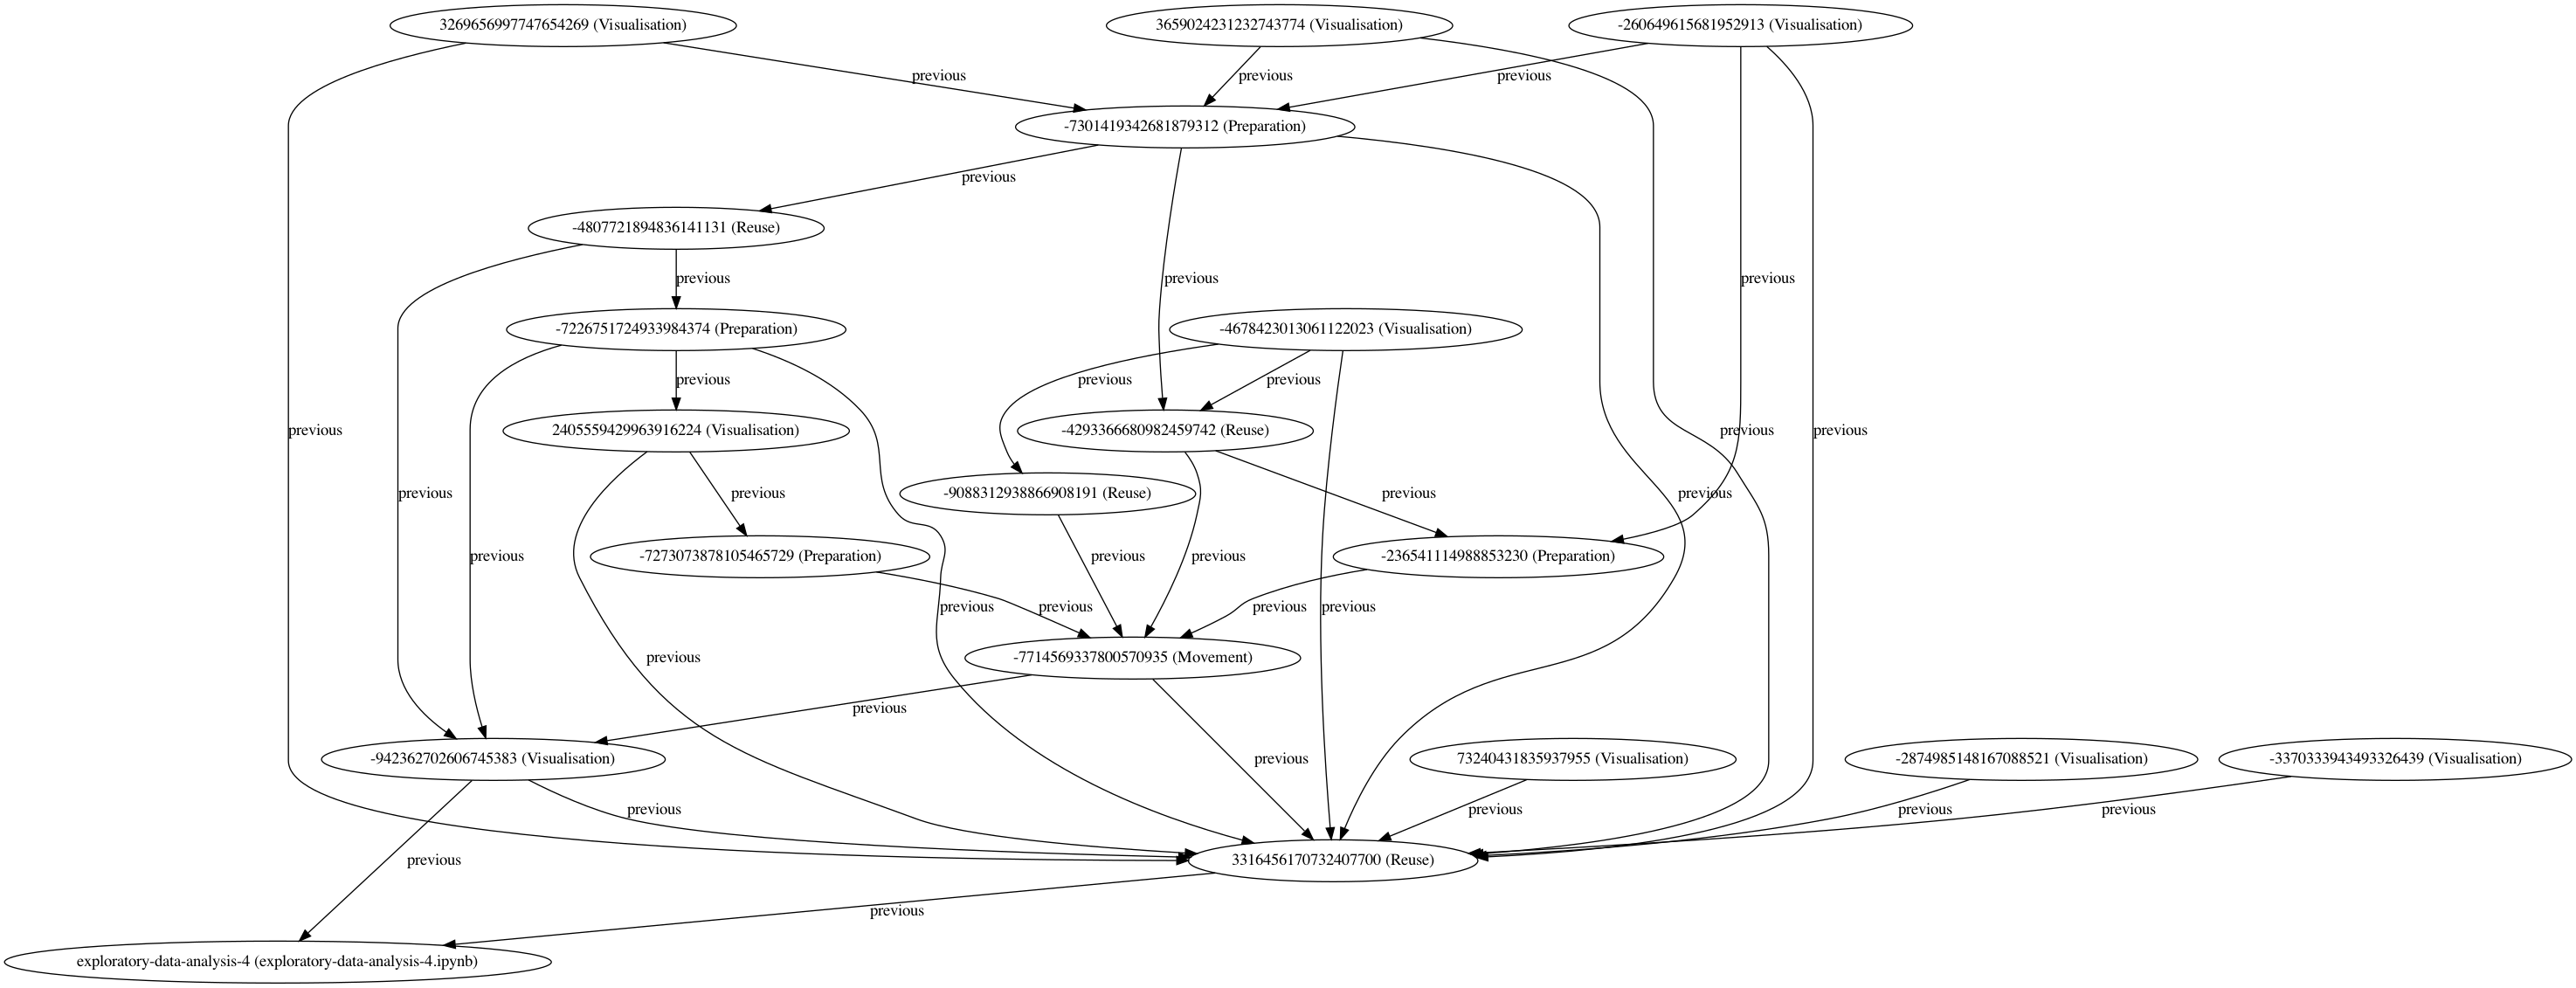 3269656997747654269 (Visualisation)
3659024231232743774 (Visualisation)
-260649615681952913 (Visualisation)
previous
previous
previous
-7301419342681879312 (Preparation)
previous
-4807721894836141131 (Reuse)
previous
previous
previous
-7226751724933984374 (Preparation)
-4678423013061122023 (Visualisation)
previous
previous
previous
previous
2405559429963916224 (Visualisation)
-4293366680982459742 (Reuse)
previous
previous
previous
previous
-9088312938866908191 (Reuse)
previous
previous
previous
-7273073878105465729 (Preparation)
previous
previous
-236541114988853230 (Preparation)
previous
previous
previous
previous
previous
-7714569337800570935 (Movement)
previous
-942362702606745383 (Visualisation)
previous
73240431835937955 (Visualisation)
-2874985148167088521 (Visualisation)
-3370333943493326439 (Visualisation)
previous
previous
previous
previous
previous
3316456170732407700 (Reuse)
previous
exploratory-data-analysis-4 (exploratory-data-analysis-4.ipynb)